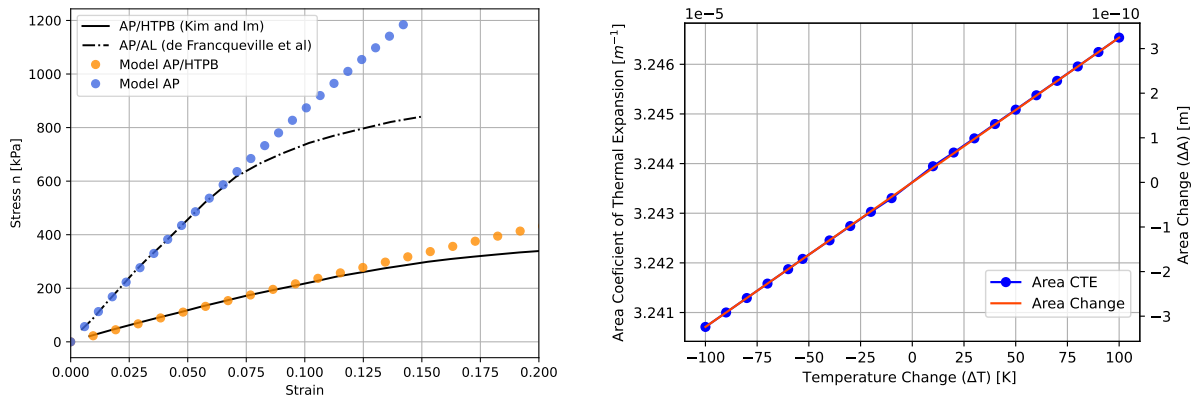 1200
1000
800
600
400
200
0
Stress n [kPa]
0.000 0.025 0.050 0.075 0.100 0.125 0.150 0.175 0.200
Strain
AP/HTPB (Kim and Im)
AP/AL (de Francqueville et al)
Model AP/HTPB
Model AP
1e−5
1e−10
3.246
3.245
3.244
3.243
3.242
3.241
Area Coeficient of Thermal Expansion [m⁻¹]
3
2
1
0
−1
−2
−3
Area Change (ΔA) [m]
Area CTE
Area Change
−100 −75 −50 −25 0 25 50 75 100
Temperature Change (ΔT) [K]